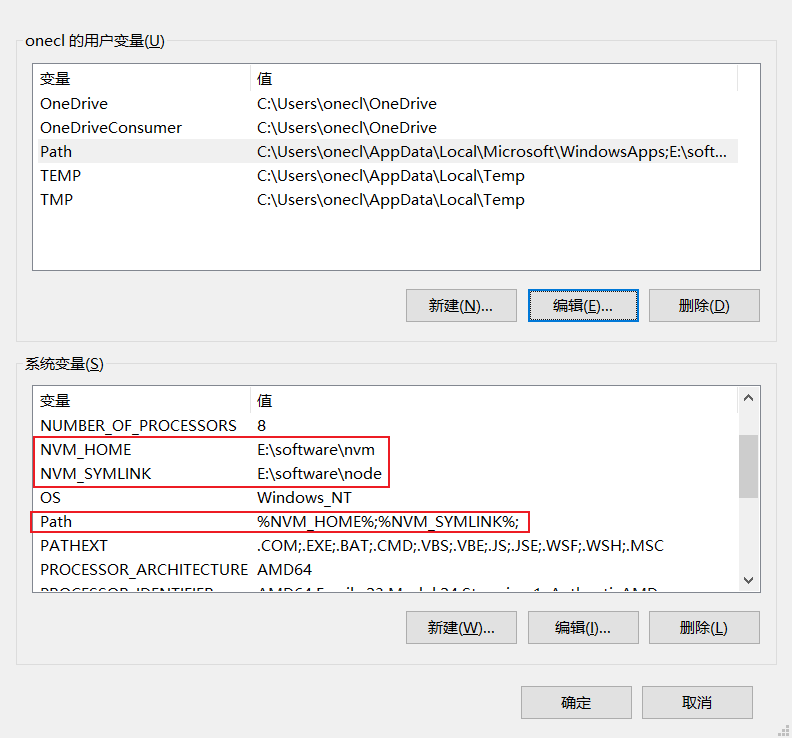 onecl 的用户变量(U)
变量 值
OneDrive C:\Users\onecl\OneDrive
OneDriveConsumer C:\Users\onecl\OneDrive
Path C:\Users\onecl\AppData\Local\Microsoft\WindowsApps;E:\soft...
TEMP C:\Users\onecl\AppData\Local\Temp
TMP C:\Users\onecl\AppData\Local\Temp
新建(N)... 编辑(E)... 删除(D)
系统变量(S)
变量 值
NUMBER_OF_PROCESSORS 8
NVM_HOME E:\software\nvm
NVM_SYMLINK E:\software\node
OS Windows_NT
Path %NVM_HOME%;%NVM_SYMLINK%;
PATHEXT .COM;.EXE;.BAT;.CMD;.VBS;.VBE;.JS;.JSE;.WSF;.WSH;.MSC
PROCESSOR_ARCHITECTURE AMD64
新建(W)... 编辑(I)... 删除(L)
确定 取消